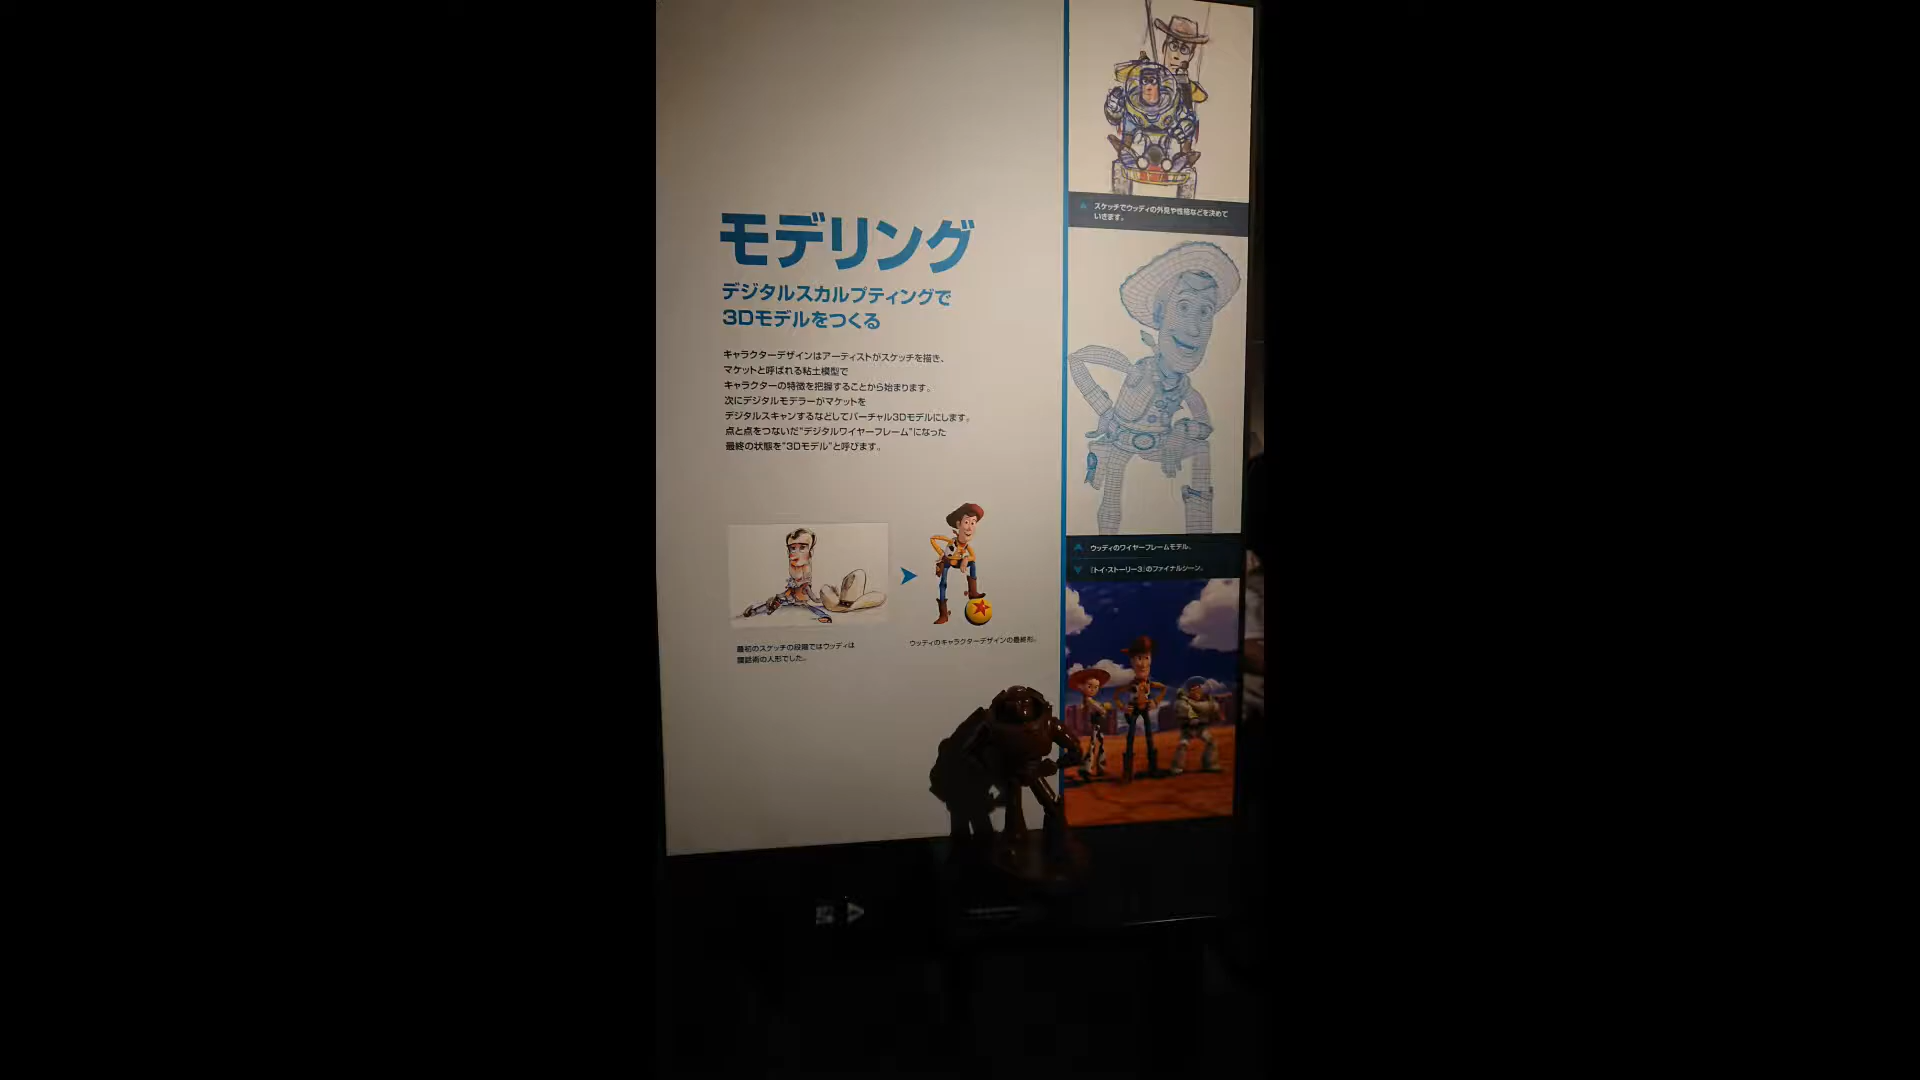 モデリング
デジタルスカルプティングで
3Dモデルをつくる
キャラクターデザインはアーティストがスケッチを描き、
マケットと呼ばれる粘土模型で
キャラクターの特徴を把握することから始まります。
次にデジタルモデラーがマケットを
デジタルスキャンするなどしてバーチャル3Dモデルにします。
点と点をつないだ"デジタルワイヤーフレーム"になった
最終の状態を"3Dモデル"と呼びます。
最初のスケッチの段階ではウッディは
腹話術の人形でした。
ウッディのキャラクターデザインの最終形。
スケッチでウッディの外見や性格などを決めて
いきます。
ウッディのワイヤーフレームモデル。
『トイ・ストーリー3』のファイナルシーン。